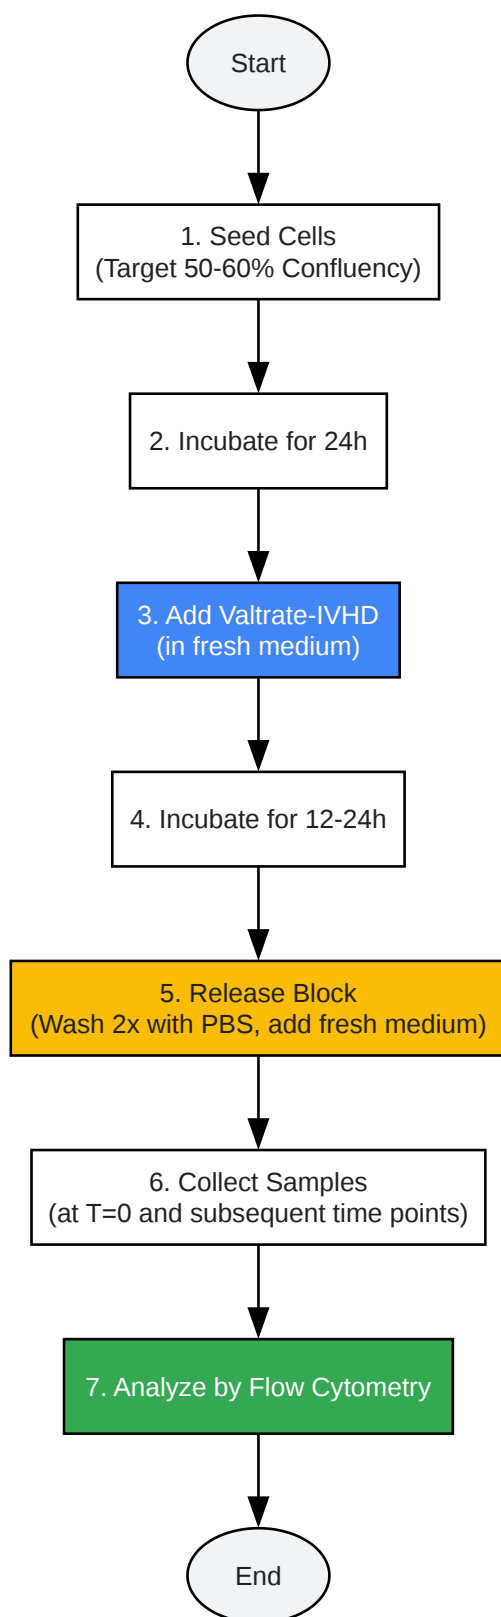 Start
1. Seed Cells
(Target 50-60% Confluency)
2. Incubate for 24h
3. Add Valtrate-IVHD
(in fresh medium)
4. Incubate for 12-24h
5. Release Block
(Wash 2x with PBS, add fresh medium)
6. Collect Samples
(at T=0 and subsequent time points)
7. Analyze by Flow Cytometry
End